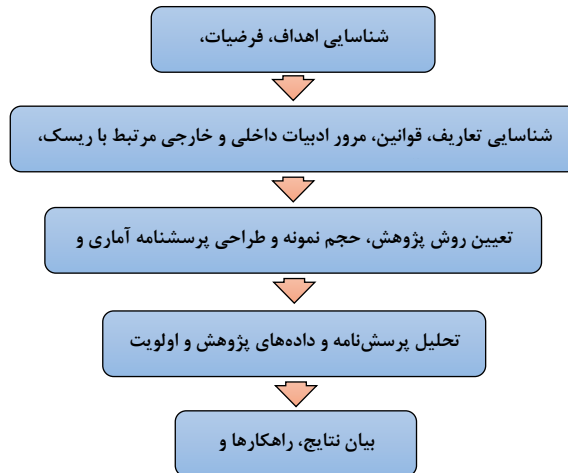 شناسایی اهداف، فرضیات،
شناسایی تعاریف، قوانین، مرور ادبیات داخلی و خارجی مرتبط با ریسک،
تعیین روش پژوهش، حجم نمونه و طراحی پرسشنامه آماری و
تحلیل پرسش‌نامه و داده‌های پژوهش و اولویت
بیان نتایج، راهکارها و